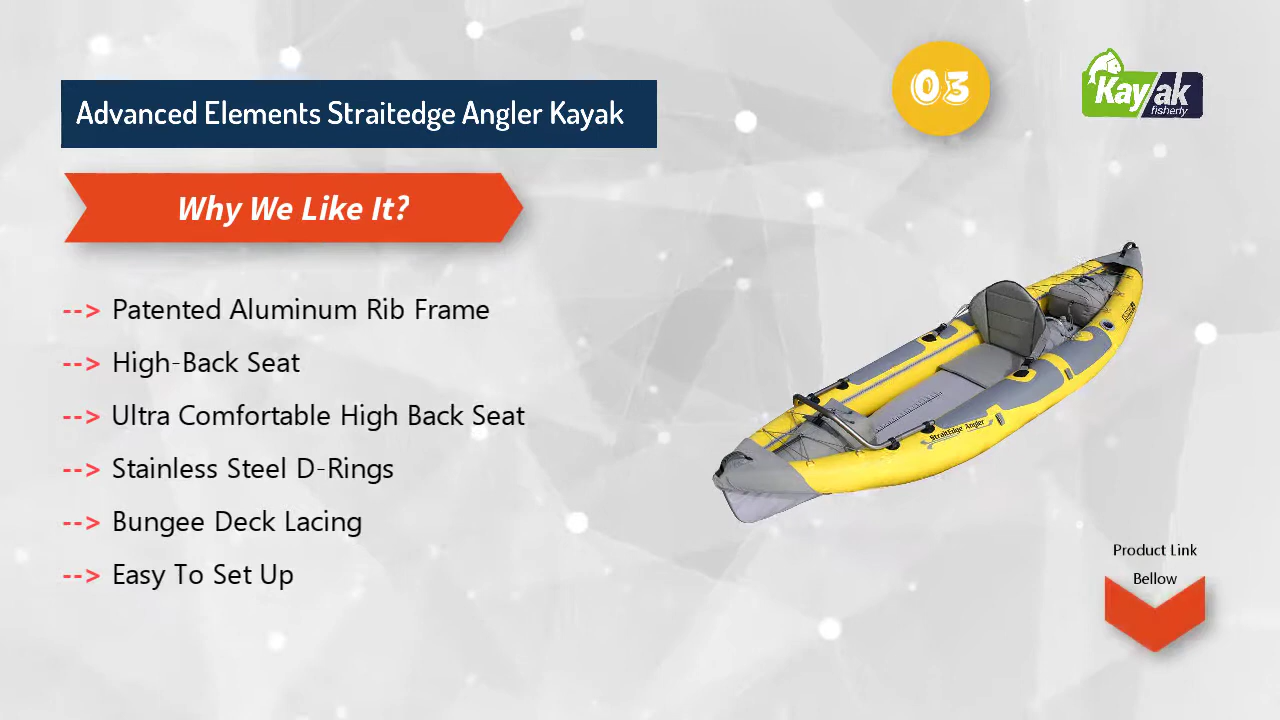 Advanced Elements Straitedge Angler Kayak
03
Kay/ak
fisherly
Why We Like It?
--> Patented Aluminum Rib Frame
--> High-Back Seat
--> Ultra Comfortable High Back Seat
--> Stainless Steel D-Rings
--> Bungee Deck Lacing
--> Easy To Set Up
StraitEdge Angler
Product Link
Bellow